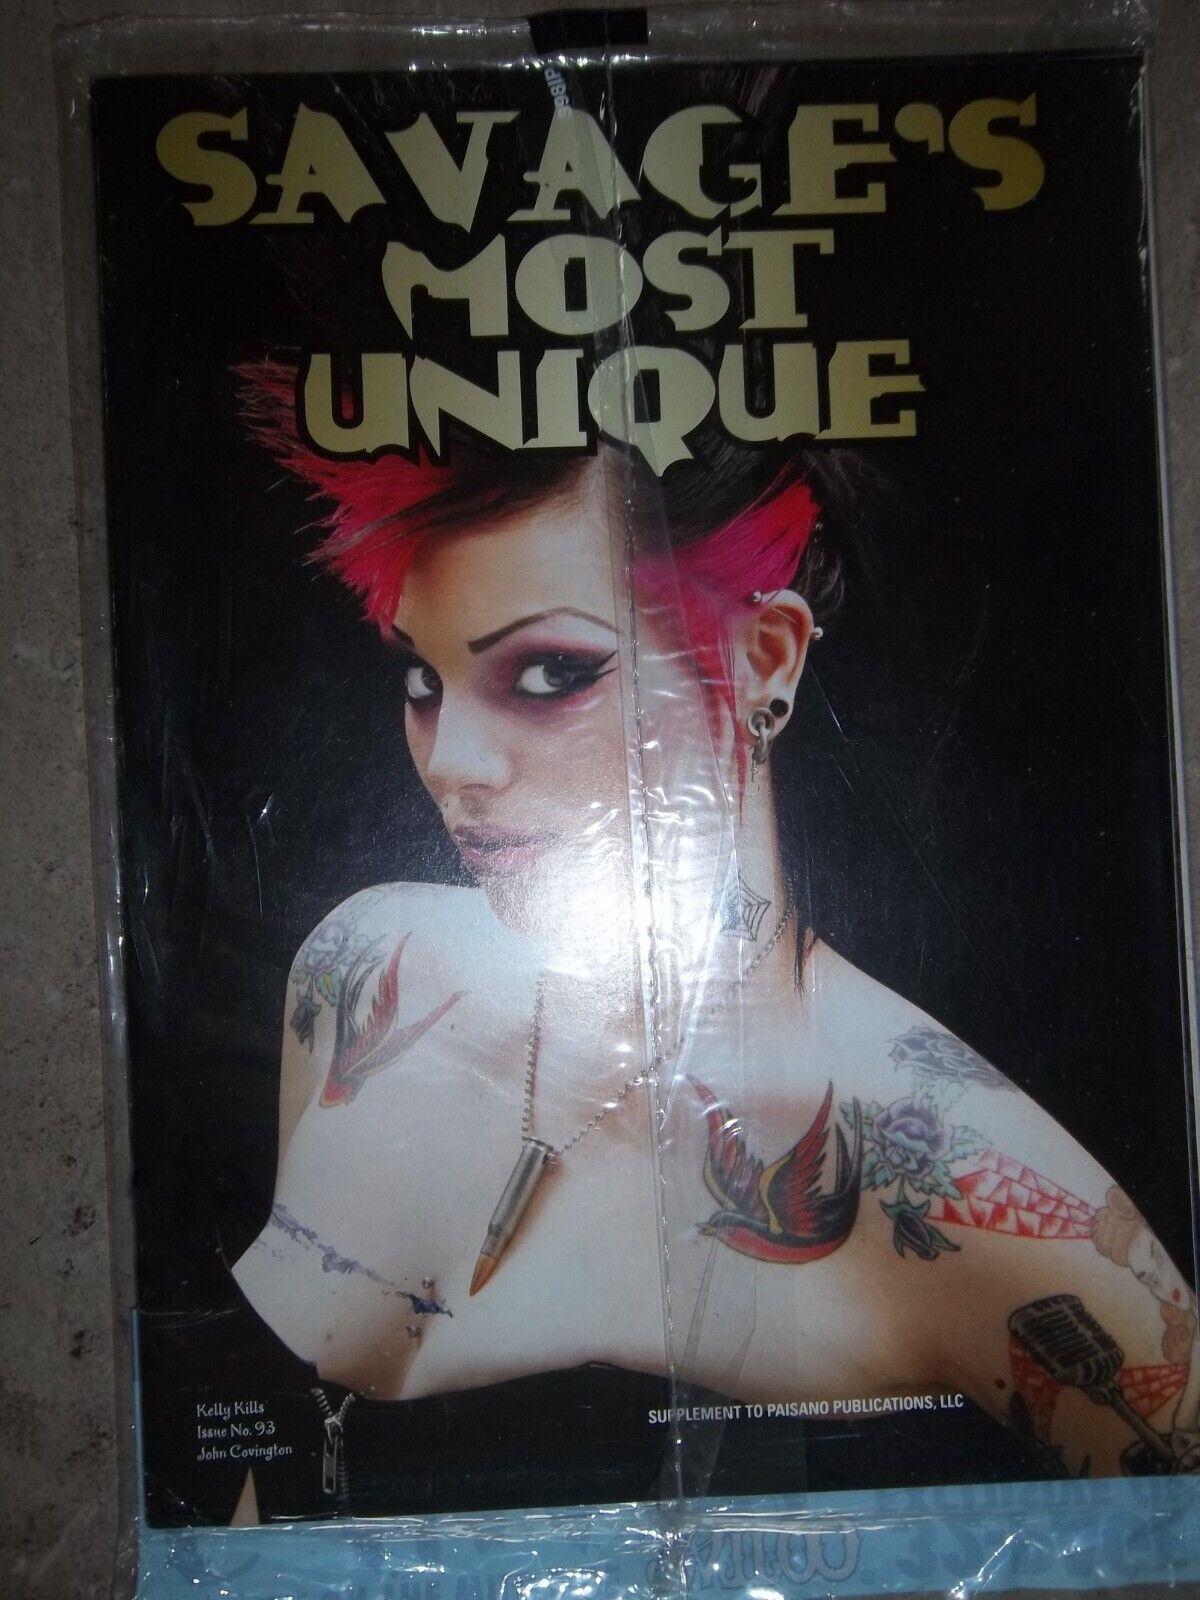 SAVAGE'S
MOST
UNIQUE
Kelly Kills
Issue No. 93
John Covington
SUPPLEMENT TO PAISANO PUBLICATIONS, LLC